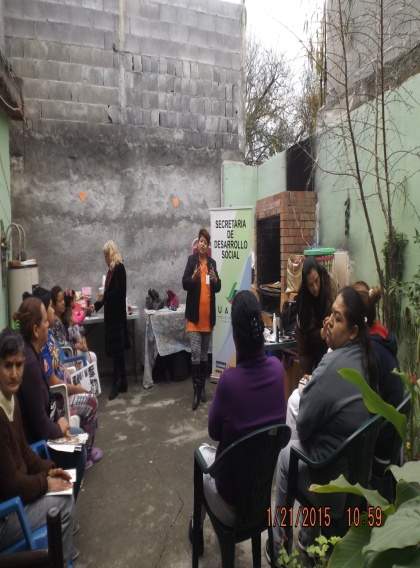 SECRETARIA
DE
DESARROLLO
SOCIAL
1/21/2015 10:59